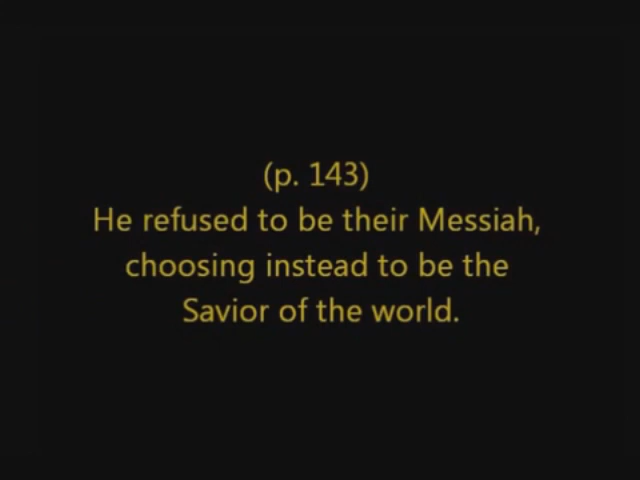 (p. 143)
He refused to be their Messiah,
choosing instead to be the
Savior of the world.